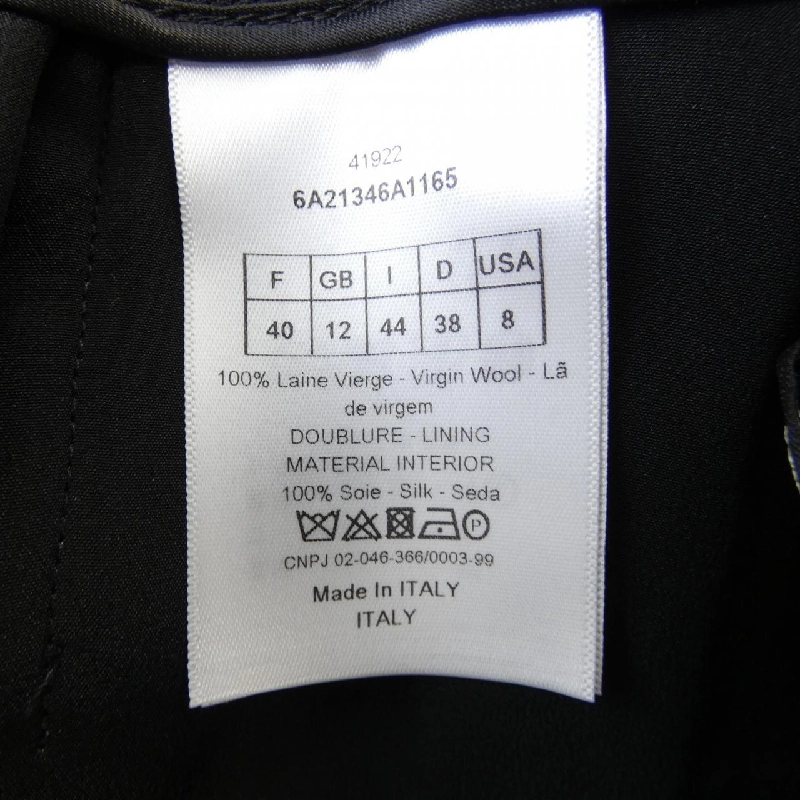 41922
6A21346A1165
F GB I D USA
40 12 44 38 8
100% Laine Vierge - Virgin Wool - Lã
de virgem
DOUBLURE - LINING
MATERIAL INTERIOR
100% Soie - Silk - Seda
P
CNPJ 02-046-366/0003-99
Made In ITALY
ITALY